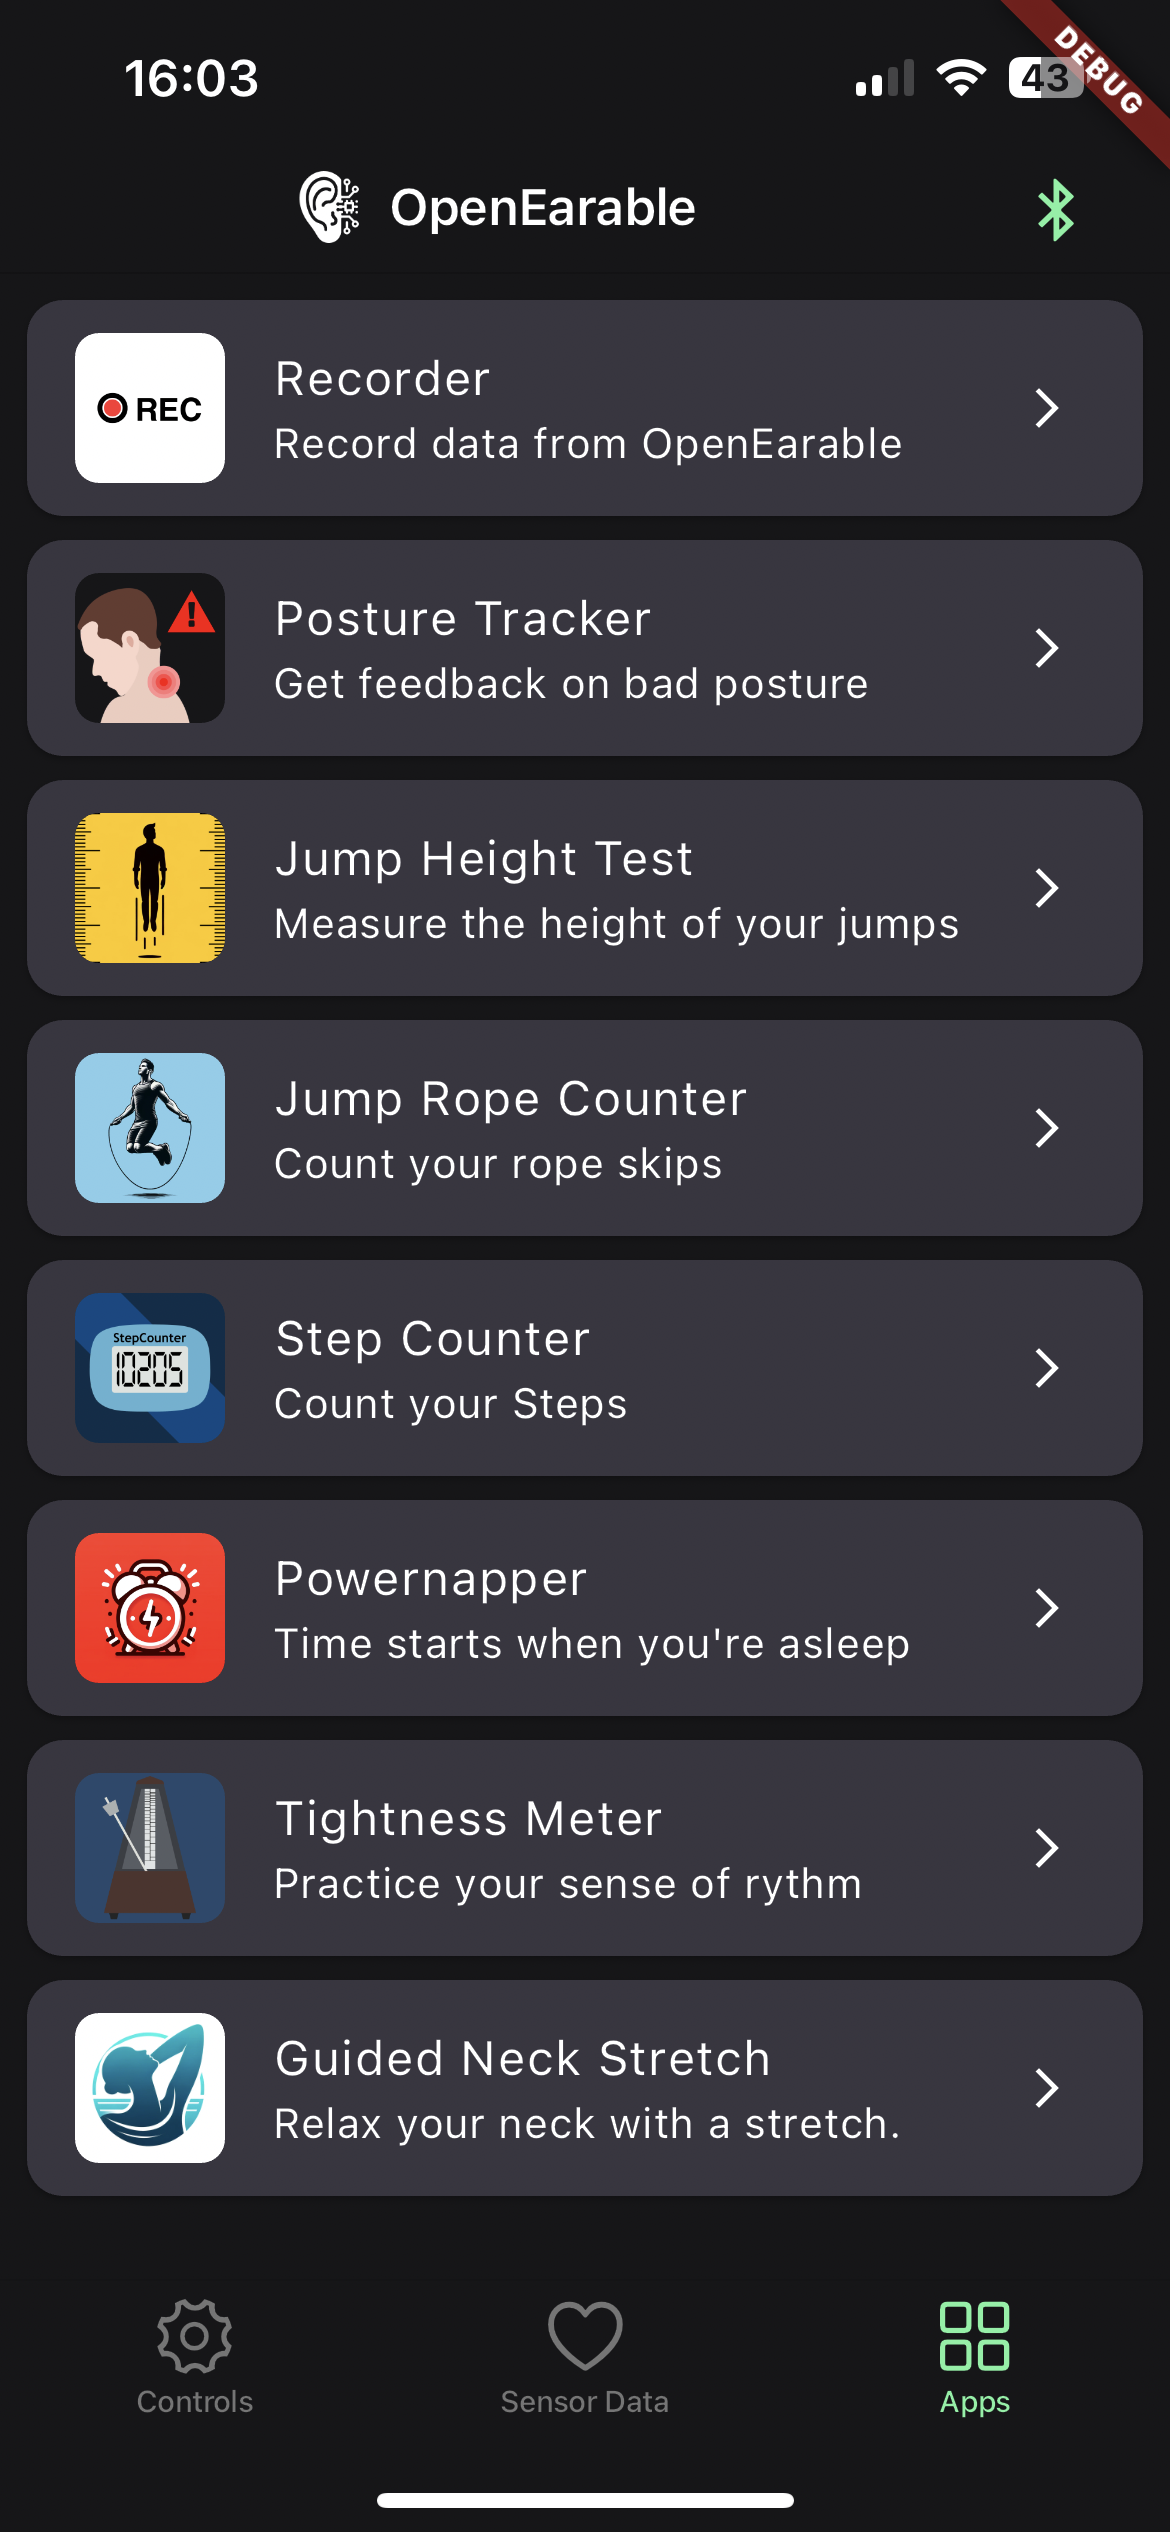 16:03
43
DEBUG
OpenEarable
REC
Recorder
Record data from OpenEarable
Posture Tracker
Get feedback on bad posture
Jump Height Test
Measure the height of your jumps
Jump Rope Counter
Count your rope skips
StepCounter
10205
Step Counter
Count your Steps
Powernapper
Time starts when you're asleep
Tightness Meter
Practice your sense of rythm
Guided Neck Stretch
Relax your neck with a stretch.
Controls
Sensor Data
Apps